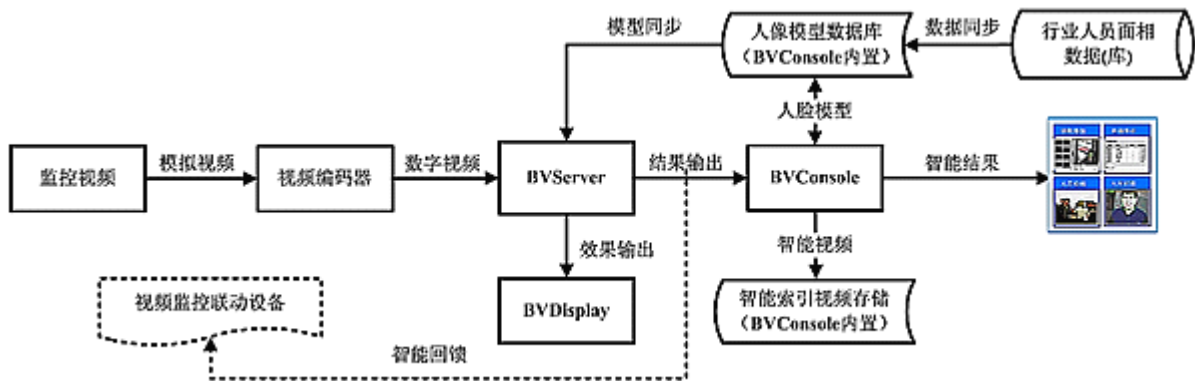 模型同步
人像模型数据库
（BVConsole内置）
数据同步
行业人员面相
数据(库)
人脸模型
监控视频
模拟视频
视频编码器
数字视频
BVServer
结果输出
BVConsole
智能结果
效果输出
智能视频
视频监控联动设备
BVDisplay
智能索引视频存储
（BVConsole内置）
智能回馈